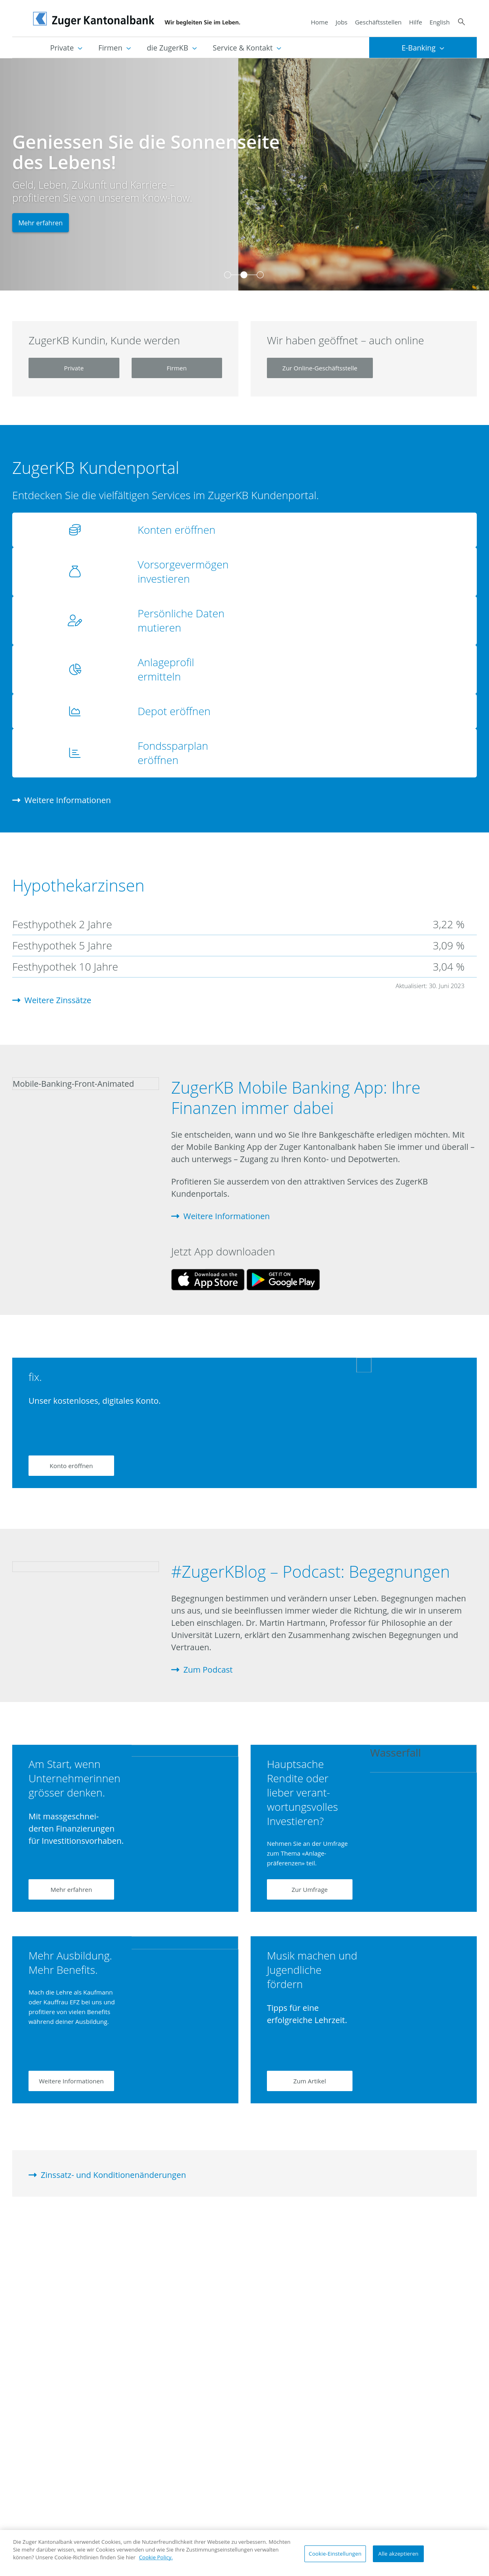 Zuger Kantonalbank
Wir begleiten Sie im Leben.
Home
Jobs
Geschäftsstellen
Hilfe
English
Private
Firmen
die ZugerKB
Service & Kontakt
E-Banking
Geniessen Sie die Sonnenseite
des Lebens!
Geld, Leben, Zukunft und Karriere –
profitieren Sie von unserem Know-how.
Mehr erfahren
ZugerKB Kundin, Kunde werden
Private
Firmen
Wir haben geöffnet – auch online
Zur Online-Geschäftsstelle
ZugerKB Kundenportal
Entdecken Sie die vielfältigen Services im ZugerKB Kundenportal.
Konten eröffnen
Vorsorgevermögen
investieren
Persönliche Daten
mutieren
Anlageprofil
ermitteln
Depot eröffnen
Fondssparplan
eröffnen
Weitere Informationen
Hypothekarzinsen
Festhypothek 2 Jahre 3,22 %
Festhypothek 5 Jahre 3,09 %
Festhypothek 10 Jahre 3,04 %
Aktualisiert: 30. Juni 2023
Weitere Zinssätze
Mobile-Banking-Front-Animated
ZugerKB Mobile Banking App: Ihre
Finanzen immer dabei
Sie entscheiden, wann und wo Sie Ihre Bankgeschäfte erledigen möchten. Mit
der Mobile Banking App der Zuger Kantonalbank haben Sie immer und überall –
auch unterwegs – Zugang zu Ihren Konto- und Depotwerten.
Profitieren Sie ausserdem von den attraktiven Services des ZugerKB
Kundenportals.
Weitere Informationen
Jetzt App downloaden
Download on the
App Store
GET IT ON
Google Play
fix.
Unser kostenloses, digitales Konto.
Konto eröffnen
#ZugerKBlog – Podcast: Begegnungen
Begegnungen bestimmen und verändern unser Leben. Begegnungen machen
uns aus, und sie beeinflussen immer wieder die Richtung, die wir in unserem
Leben einschlagen. Dr. Martin Hartmann, Professor für Philosophie an der
Universität Luzern, erklärt den Zusammenhang zwischen Begegnungen und
Vertrauen.
Zum Podcast
Am Start, wenn
Unternehmerinnen
grösser denken.
Mit massgeschnei-
derten Finanzierungen
für Investitionsvorhaben.
Mehr erfahren
Wasserfall
Hauptsache
Rendite oder
lieber verant-
wortungsvolles
Investieren?
Nehmen Sie an der Umfrage
zum Thema «Anlage-
präferenzen» teil.
Zur Umfrage
Mehr Ausbildung.
Mehr Benefits.
Mach die Lehre als Kaufmann
oder Kauffrau EFZ bei uns und
profitiere von vielen Benefits
während deiner Ausbildung.
Weitere Informationen
Musik machen und
Jugendliche
fördern
Tipps für eine
erfolgreiche Lehrzeit.
Zum Artikel
Zinssatz- und Konditionenänderungen
Die Zuger Kantonalbank verwendet Cookies, um die Nutzerfreundlichkeit ihrer Webseite zu verbessern. Möchten
Sie mehr darüber wissen, wie wir Cookies verwenden und wie Sie Ihre Zustimmungseinstellungen verwalten
können? Unsere Cookie-Richtlinien finden Sie hier Cookie Policy.
Cookie-Einstellungen
Alle akzeptieren